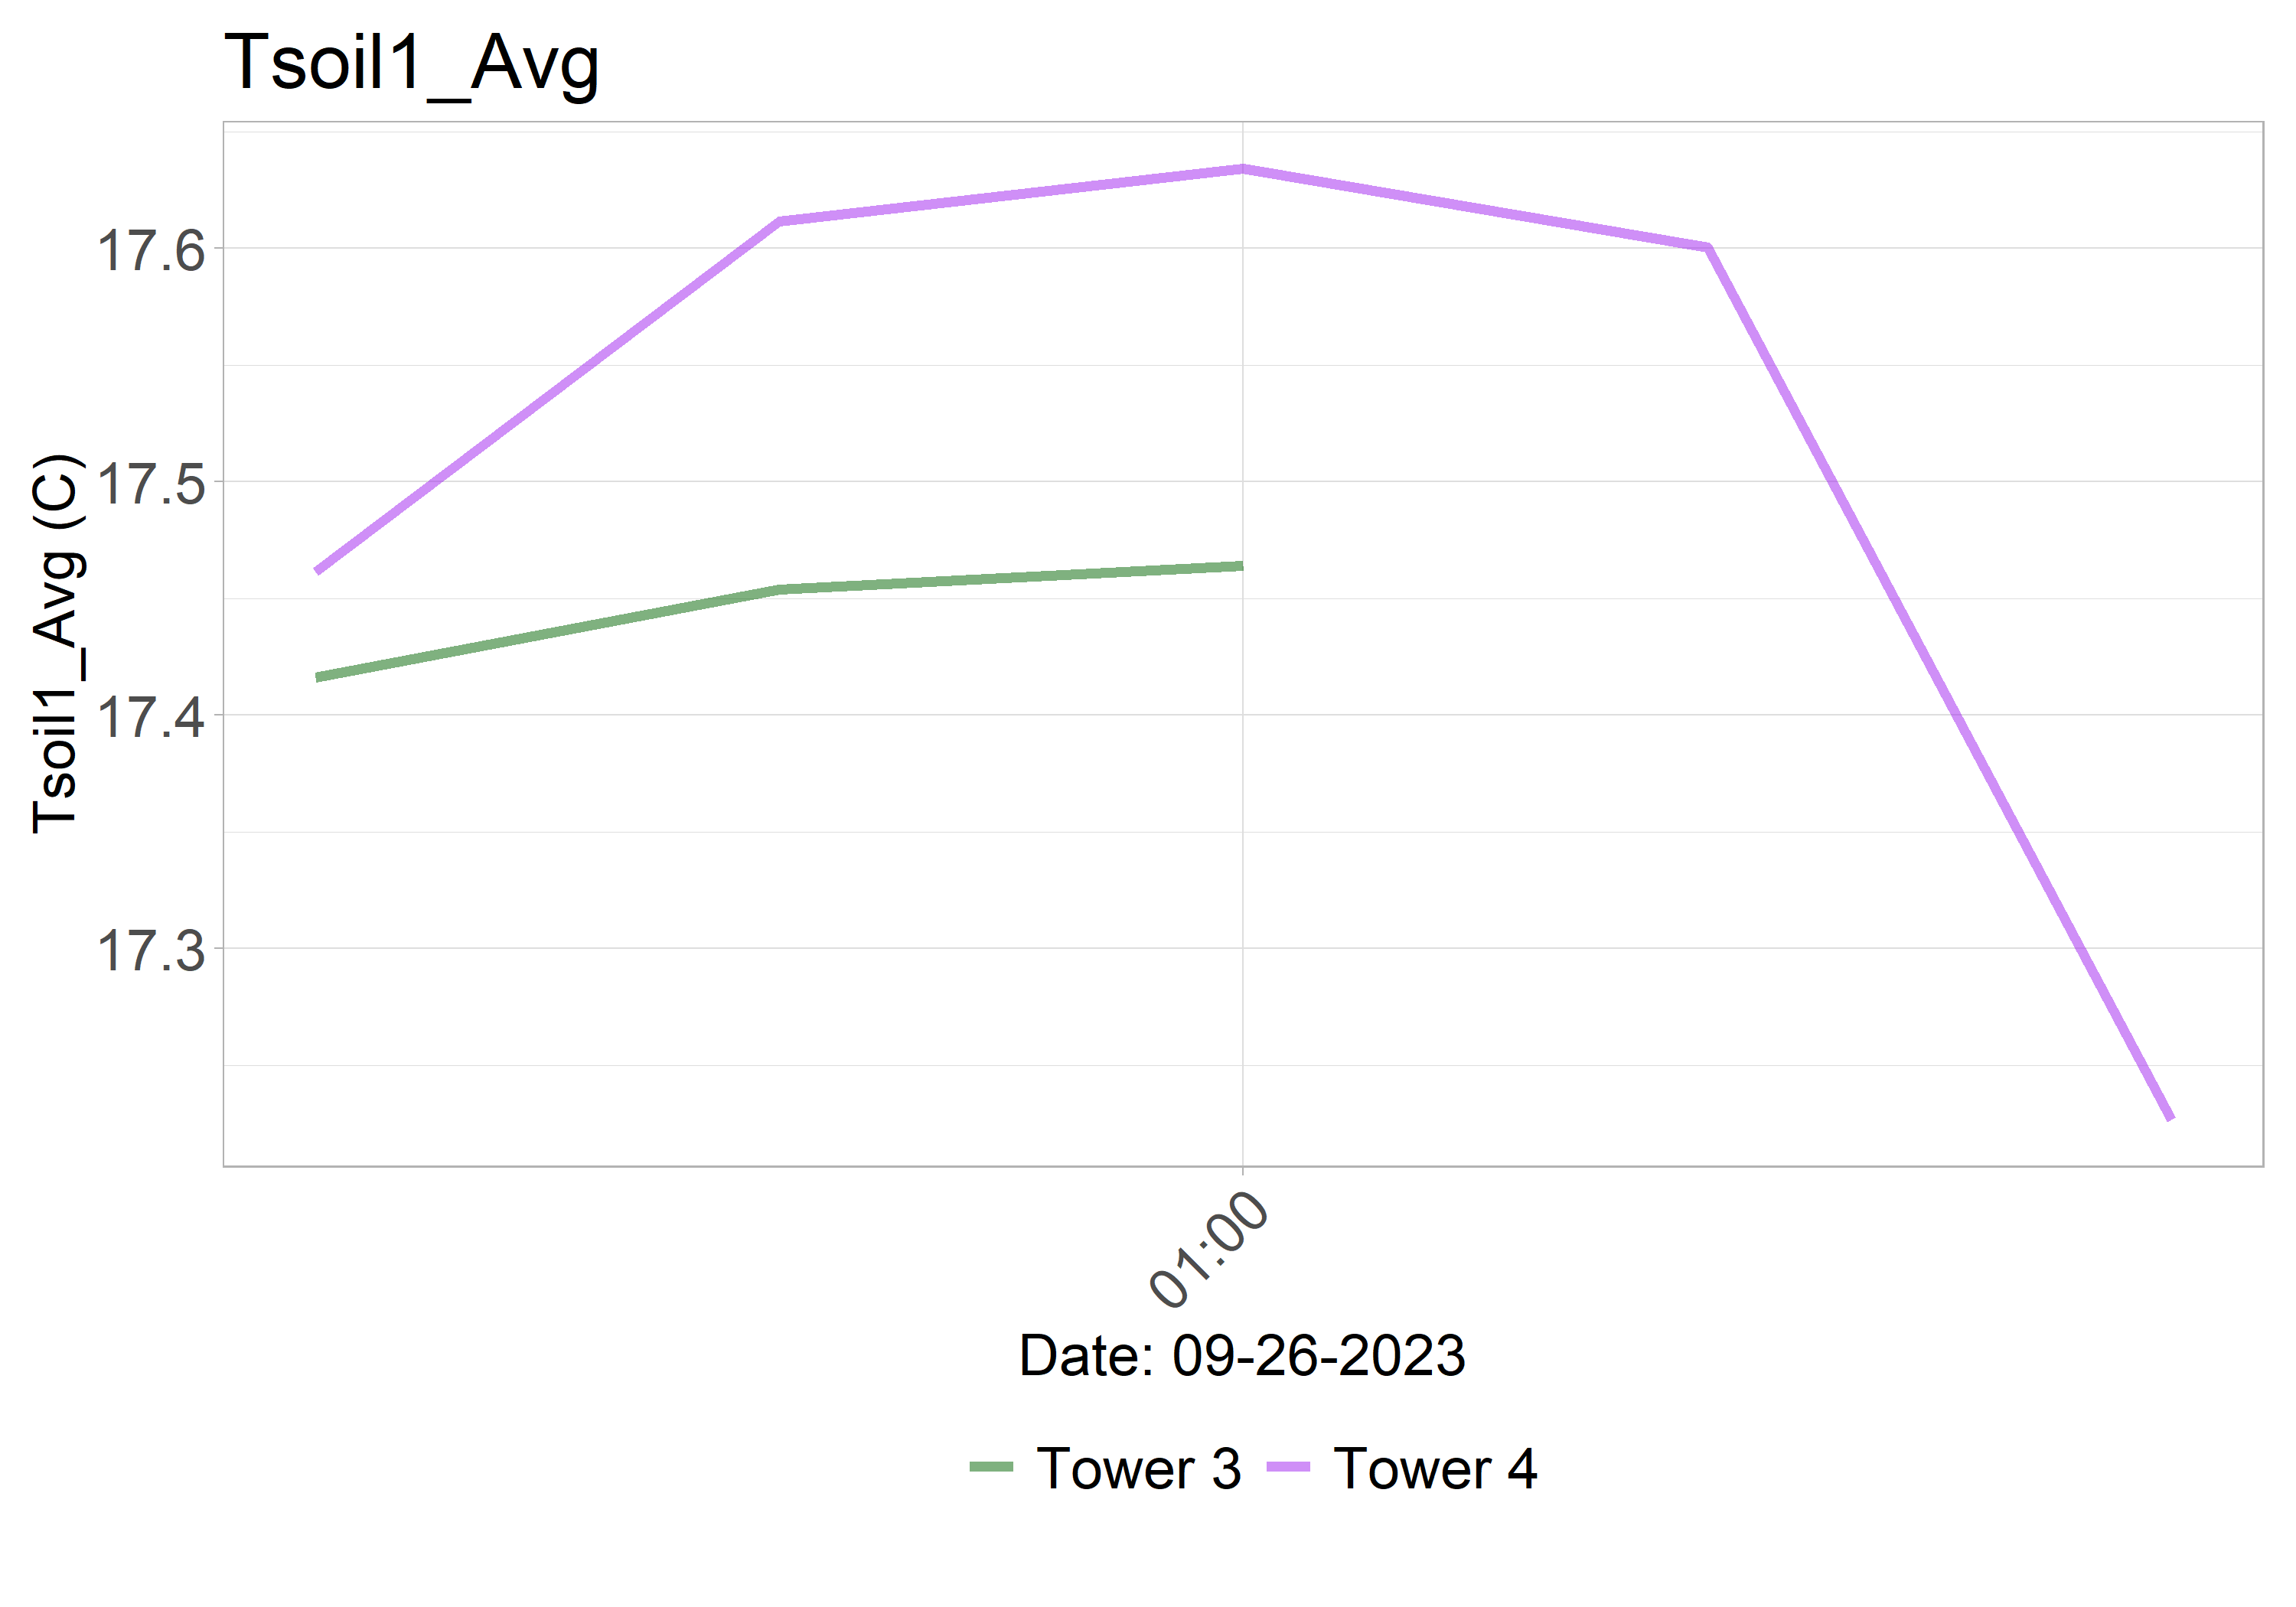 Tsoil1_Avg
Tsoil1_Avg (C)
17.6
17.5
17.4
17.3
01:00
Date: 09-26-2023
Tower 3 Tower 4